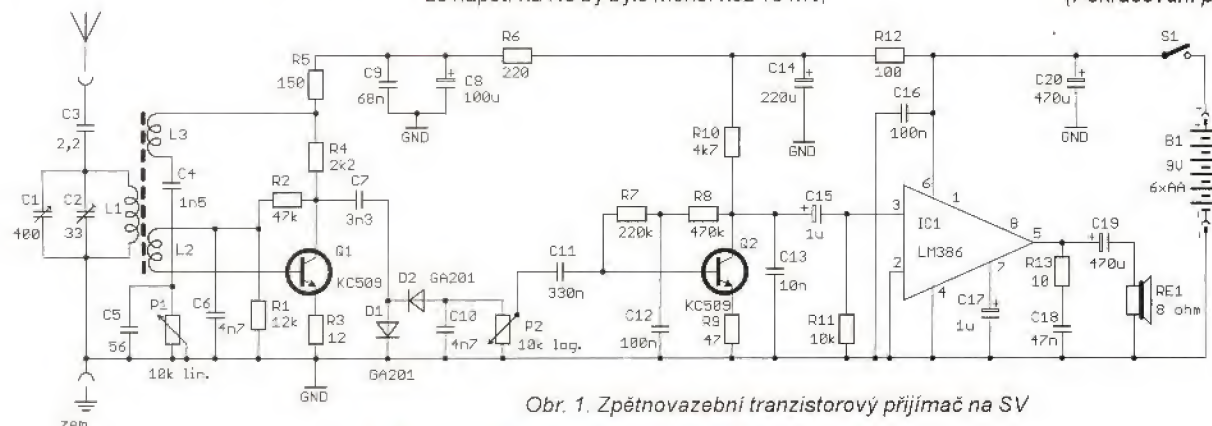 R6
220
R5
150
C9
68n
C8
100u
GND
C3
2,2
L3
R4
2k2
C4
1n5
R2
47k
C7
3n3
C1
400
C2
33
L1
L2
Q1
KC509
C5
56
P1
10k lin.
C6
4n7
R1
12k
R3
12
GND
zem
D2 GA201
D1
GA201
C10
4n7
P2
10k log.
C11
330n
R7
220k
R8
470k
C12
100n
R10
4k7
Q2
KC509
R9
47
C13
10n
C15
1u
R11
10k
C14
220u
GND
R12
100
C16
100n
C20
470u
GND
S1
B1
9V
6xAA
6
1
3
IC1
LM386
8
5
2
4
7
C17
1u
R13
10
C18
47n
C19
470u
RE1
8 ohm
Obr. 1. Zpětnovazební tranzistorový přijímač na SV